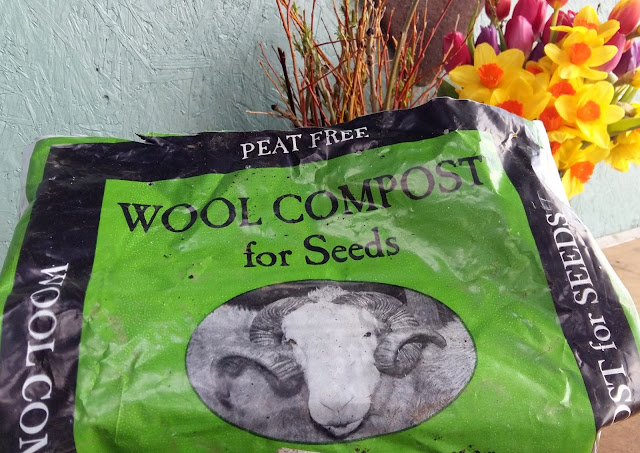 PEAT FREE
WOOL COMPOST
for Seeds
WOOL COM
ST for SEEDS